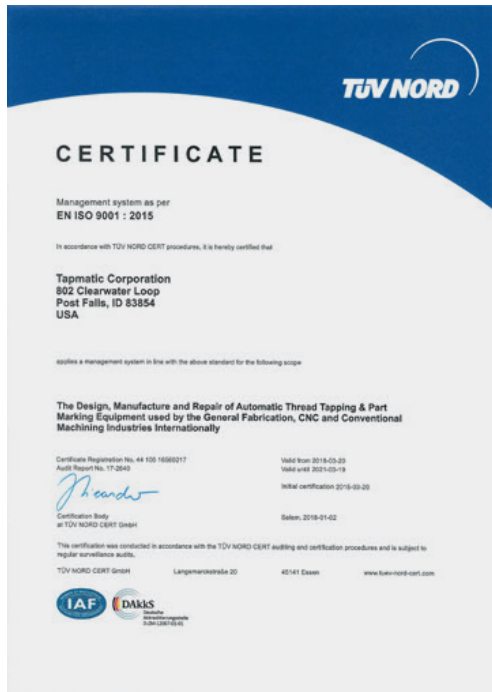 TÜV NORD
CERTIFICATE
Management system as per
EN ISO 9001 : 2015
In accordance with TÜV NORD CERT procedures, it is hereby certified that
Tapmatic Corporation
802 Clearwater Loop
Post Falls, ID 83854
USA
applies a management system in line with the above standard for the following scope
The Design, Manufacture and Repair of Automatic Thread Tapping & Part
Marking Equipment used by the General Fabrication, CNC and Conventional
Machining Industries Internationally
Certificate Registration No. 44 100 16060217
Audit Report No. 17-2640
Valid from 2018-03-20
Valid until 2021-03-19
Initial certification 2016-03-20
Certification Body
at TÜV NORD CERT GmbH
Salem, 2018-01-02
This certification was conducted in accordance with the TÜV NORD CERT auditing and certification procedures and is subject to
regular surveillance audits.
TÜV NORD CERT GmbH Langemarckstraße 20 45141 Essen www.tuev-nord-cert.com
IAF
DAkkS
Deutsche
Akkreditierungsstelle